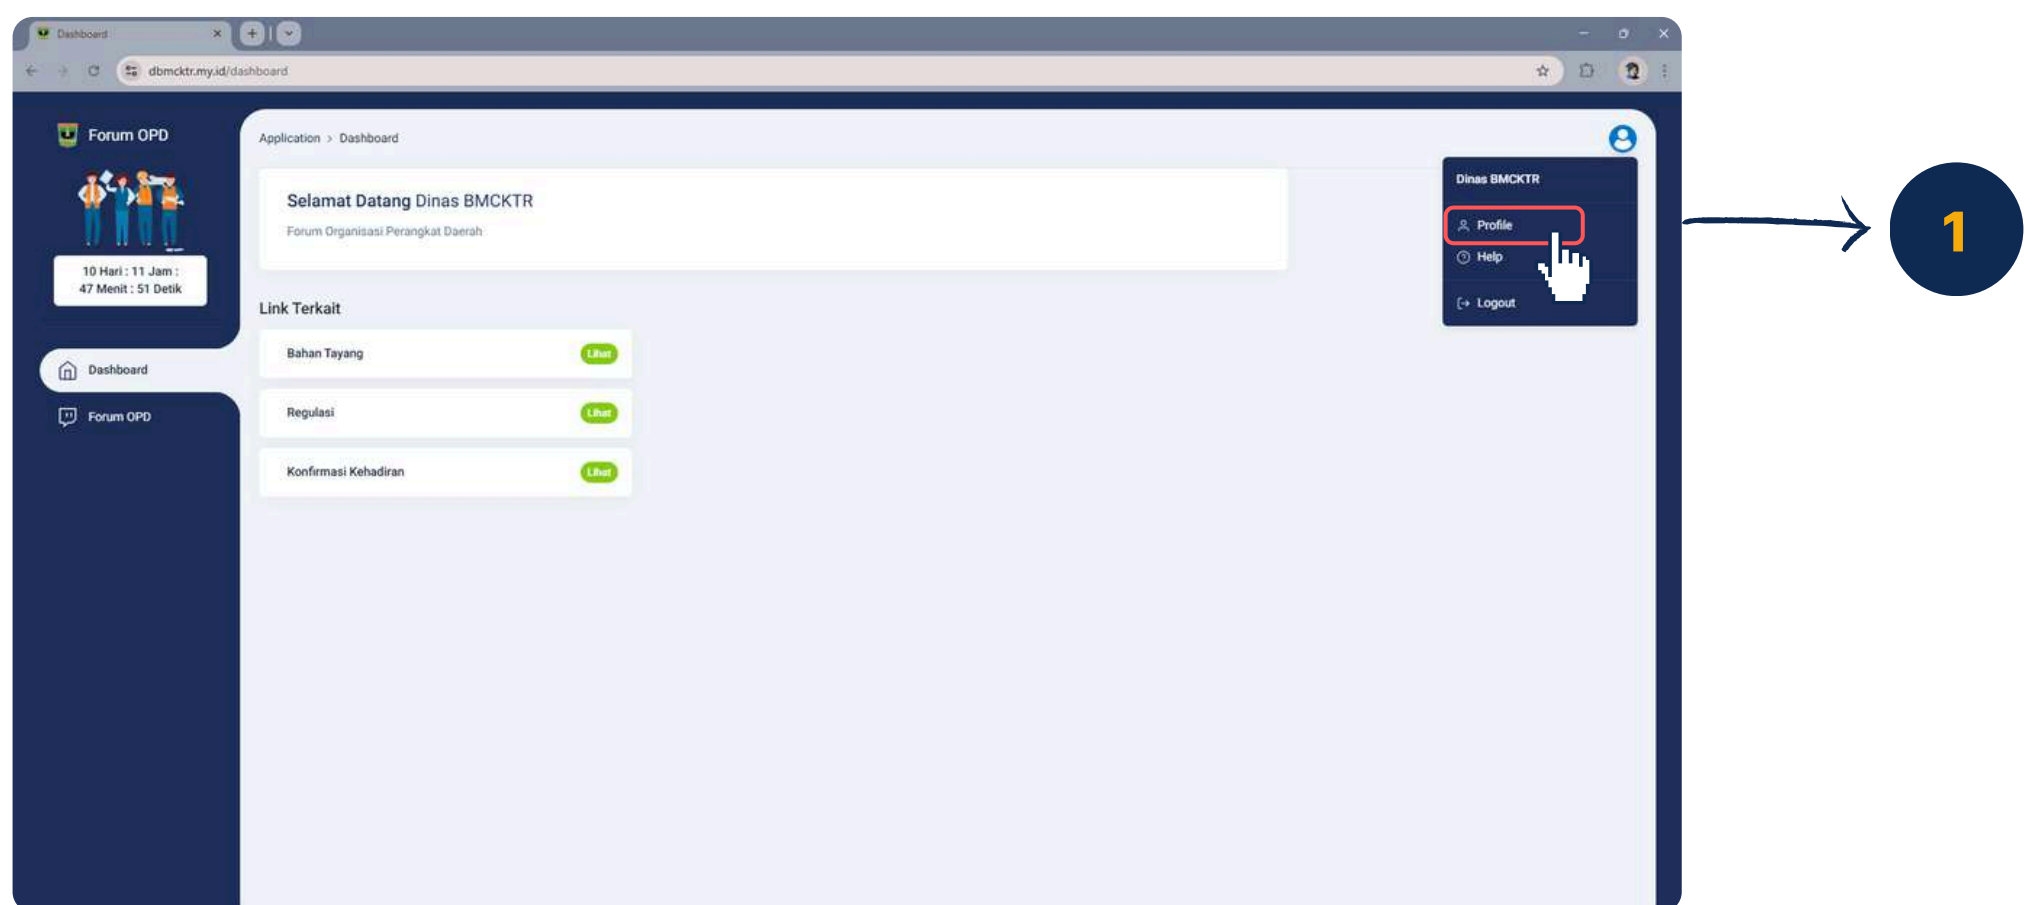 Dashboard
dbmcktr.my.id/dashboard
Forum OPD
10 Hari : 11 Jam :
47 Menit : 51 Detik
Dashboard
Forum OPD
Application > Dashboard
Selamat Datang Dinas BMCKTR
Forum Organisasi Perangkat Daerah
Link Terkait
Bahan Tayang Lihat
Regulasi Lihat
Konfirmasi Kehadiran Lihat
Dinas BMCKTR
Profile
Help
Logout
1